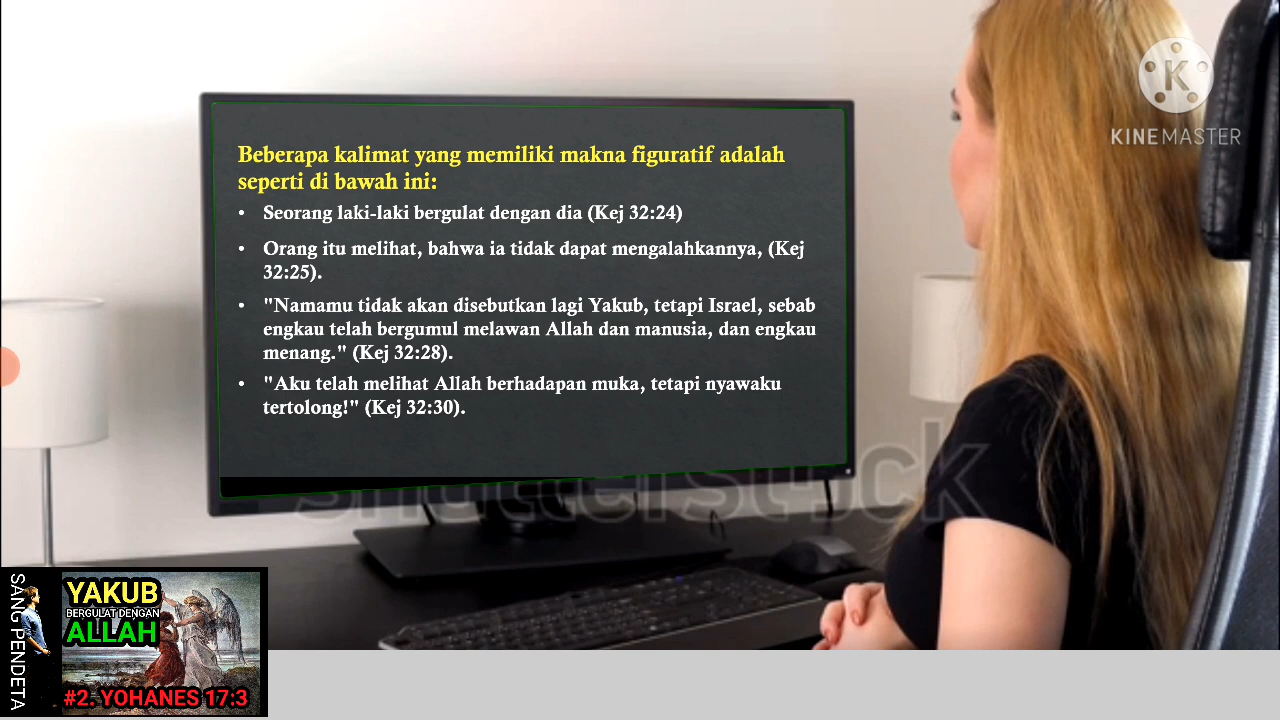 KINEMASTER
Beberapa kalimat yang memiliki makna figuratif adalah
seperti di bawah ini:
• Seorang laki-laki bergulat dengan dia (Kej 32:24)
• Orang itu melihat, bahwa ia tidak dapat mengalahkannya, (Kej
32:25).
• "Namamu tidak akan disebutkan lagi Yakub, tetapi Israel, sebab
engkau telah bergumul melawan Allah dan manusia, dan engkau
menang." (Kej 32:28).
• "Aku telah melihat Allah berhadapan muka, tetapi nyawaku
tertolong!" (Kej 32:30).
shutterstock
SANG PENDETA
YAKUB
BERGULAT DENGAN
ALLAH
#2. YOHANES 17:3